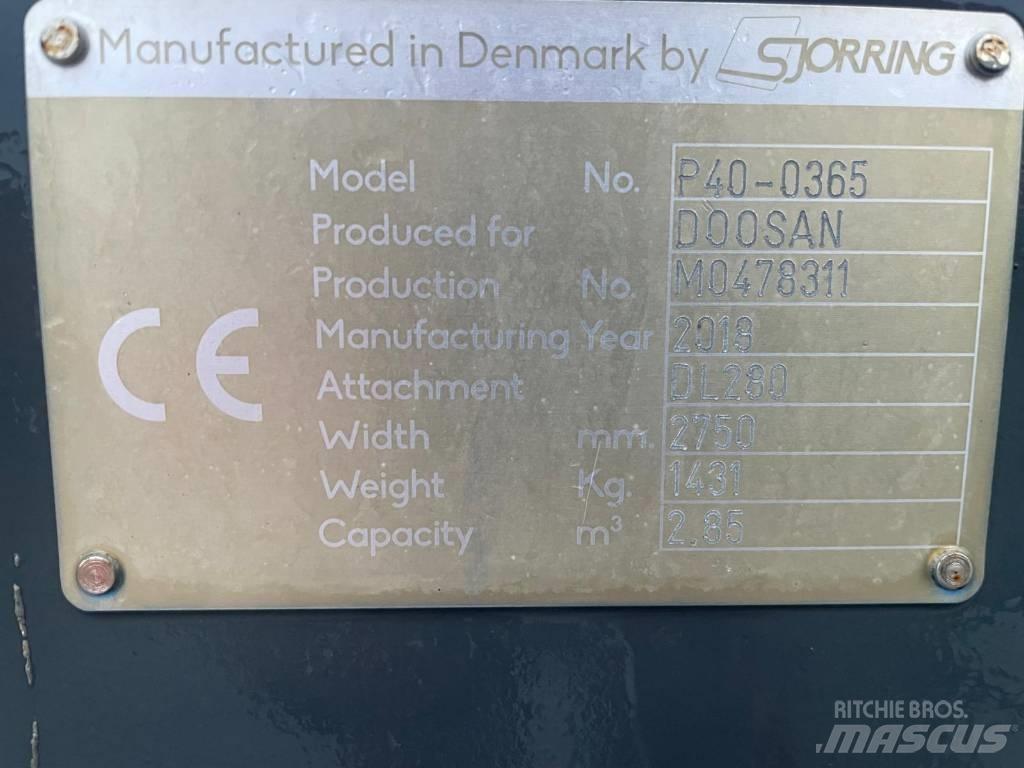 Manufactured in Denmark by SJORRING
Model No. P40-0365
Produced for DOOSAN
Production No. M0478311
Manufacturing Year 2018
Attachment DL280
Width mm. 2750
Weight Kg. 1431
Capacity m³ 2.85
CE
RITCHIE BROS.
MASCUS